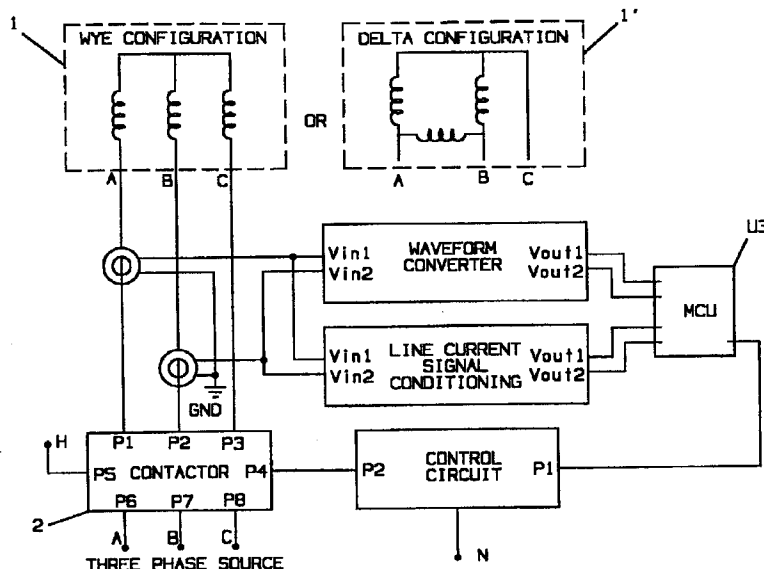 1
WYE CONFIGURATION
A B C
OR
DELTA CONFIGURATION
1'
A B C
Vin1
Vin2
WAVEFORM
CONVERTER
Vout1
Vout2
U3
MCU
Vin1
Vin2
LINE CURRENT
SIGNAL
CONDITIONING
Vout1
Vout2
GND
H
P1 P2 P3
P5 CONTACTOR P4
P6 P7 P8
2
A B C
THREE PHASE SOURCE
P2 CONTROL P1
CIRCUIT
N